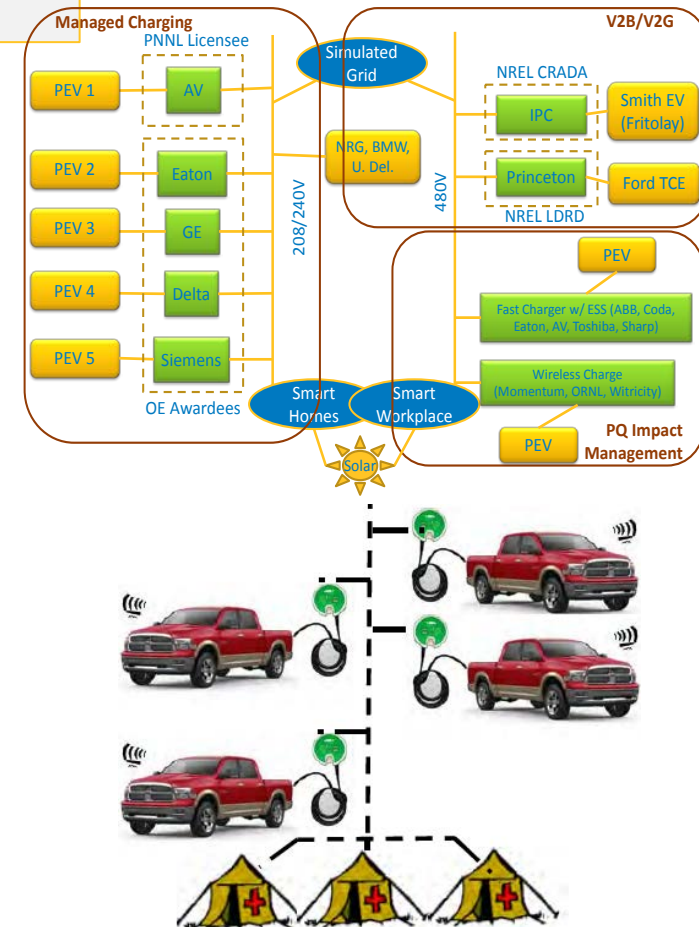 Managed Charging
V2B/V2G
PNNL Licensee
Simulated
Grid
NREL CRADA
PEV 1
AV
IPC
Smith EV
(Fritolay)
NRG, BMW,
U. Del.
PEV 2
Eaton
Princeton
Ford TCE
NREL LDRD
208/240V
480V
PEV 3
GE
PEV
PEV 4
Delta
Fast Charger w/ ESS (ABB, Coda,
Eaton, AV, Toshiba, Sharp)
PEV 5
Siemens
Wireless Charge
(Momentum, ORNL, Witricity)
OE Awardees
Smart
Homes
Smart
Workplace
PQ Impact
Management
PEV
Solar